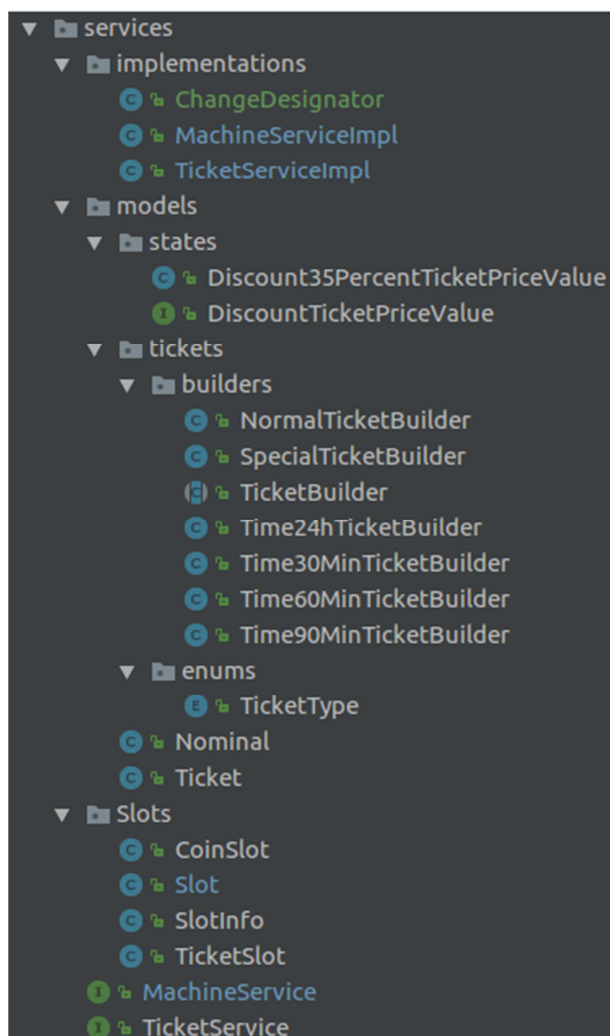 services
implementations
ChangeDesignator
MachineServiceImpl
TicketServiceImpl
models
states
Discount35PercentTicketPriceValue
DiscountTicketPriceValue
tickets
builders
NormalTicketBuilder
SpecialTicketBuilder
TicketBuilder
Time24hTicketBuilder
Time30MinTicketBuilder
Time60MinTicketBuilder
Time90MinTicketBuilder
enums
TicketType
Nominal
Ticket
Slots
CoinSlot
Slot
SlotInfo
TicketSlot
MachineService
TicketService